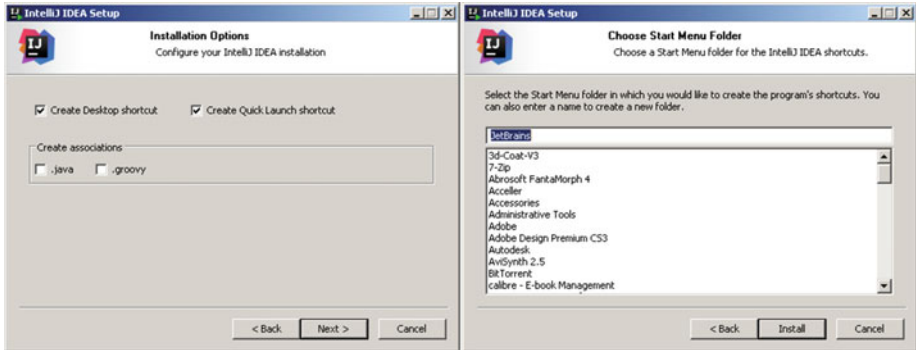 IntelliJ IDEA Setup
IJ
Installation Options
Configure your IntelliJ IDEA installation
Create Desktop shortcut
Create Quick Launch shortcut
Create associations
.java
.groovy
< Back
Next >
Cancel
IntelliJ IDEA Setup
IJ
Choose Start Menu Folder
Choose a Start Menu folder for the IntelliJ IDEA shortcuts.
Select the Start Menu folder in which you would like to create the program's shortcuts. You
can also enter a name to create a new folder.
JetBrains
3d-Coat-V3
7-Zip
Abrosoft FantaMorph 4
Acceller
Accessories
Administrative Tools
Adobe
Adobe Design Premium CS3
Autodesk
AviSynth 2.5
BitTorrent
calibre - E-book Management
< Back
Install
Cancel